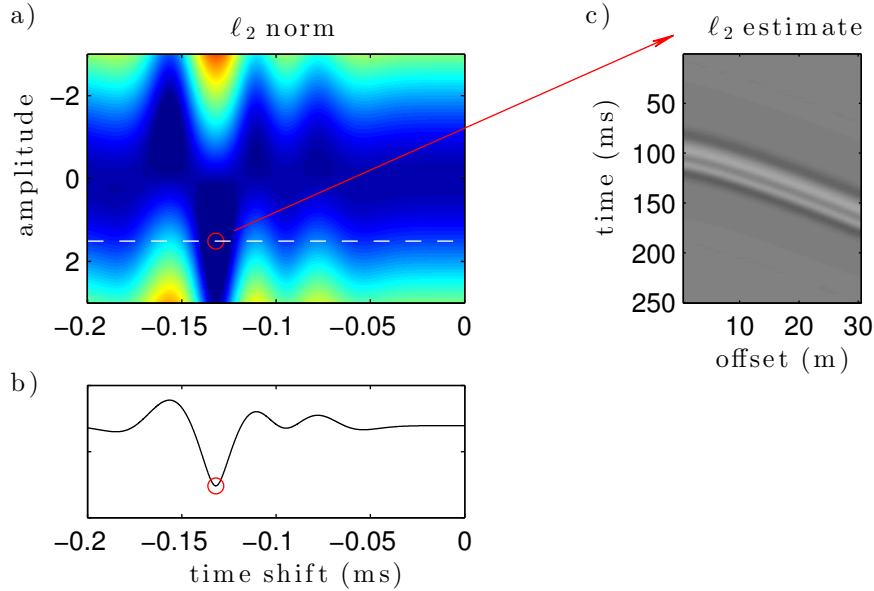 a)
ℓ₂ norm
amplitude
−2
0
2
−0.2 −0.15 −0.1 −0.05 0
b)
−0.2 −0.15 −0.1 −0.05 0
time shift (ms)
c)
ℓ₂ estimate
time (ms)
50
100
150
200
250
10 20 30
offset (m)